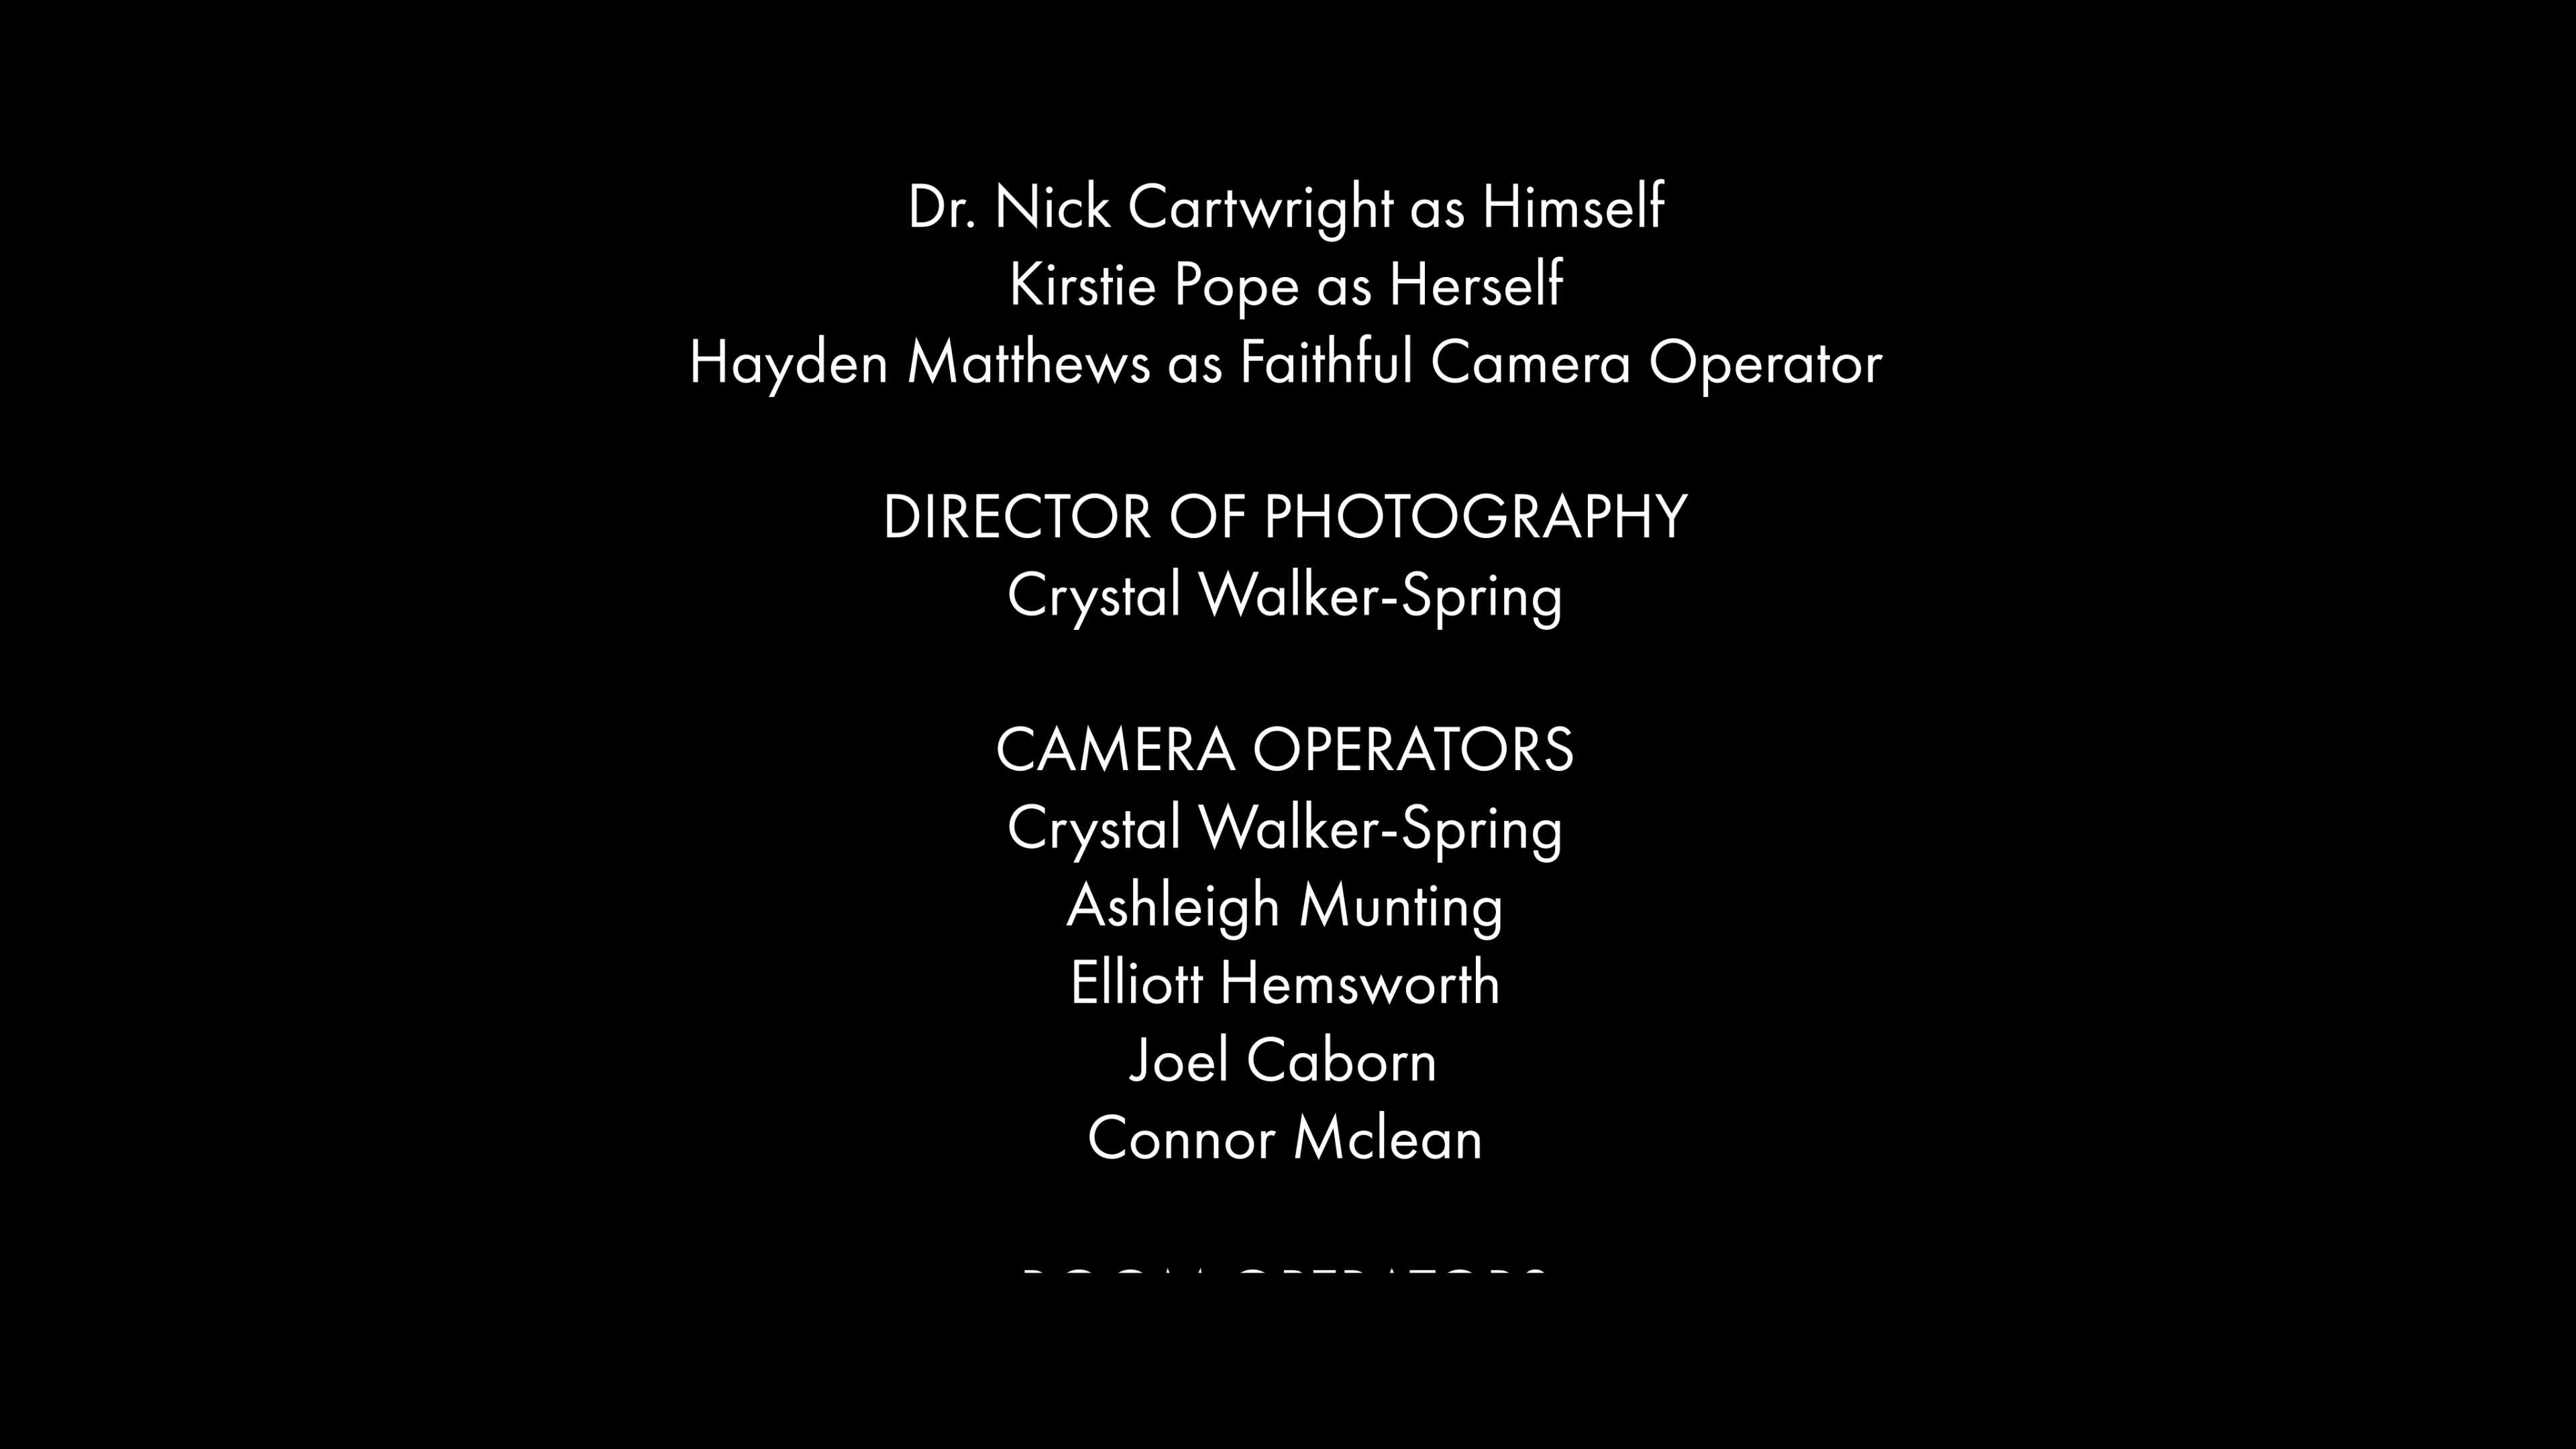 Dr. Nick Cartwright as Himself
Kirstie Pope as Herself
Hayden Matthews as Faithful Camera Operator
DIRECTOR OF PHOTOGRAPHY
Crystal Walker-Spring
CAMERA OPERATORS
Crystal Walker-Spring
Ashleigh Munting
Elliott Hemsworth
Joel Caborn
Connor Mclean